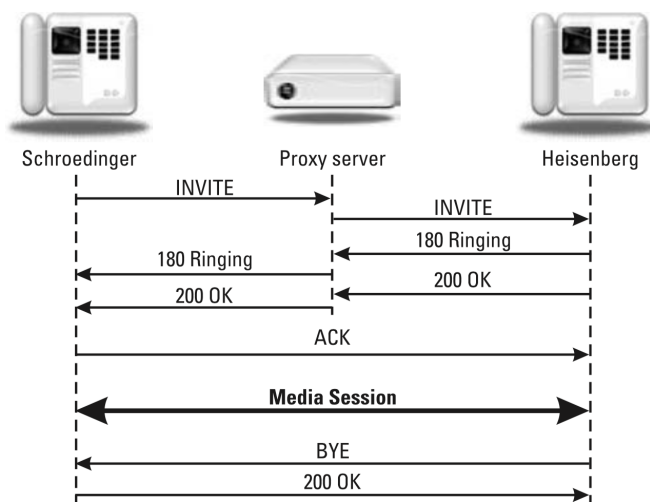 Schroedinger
Proxy server
Heisenberg
INVITE
INVITE
180 Ringing
180 Ringing
200 OK
200 OK
ACK
Media Session
BYE
200 OK